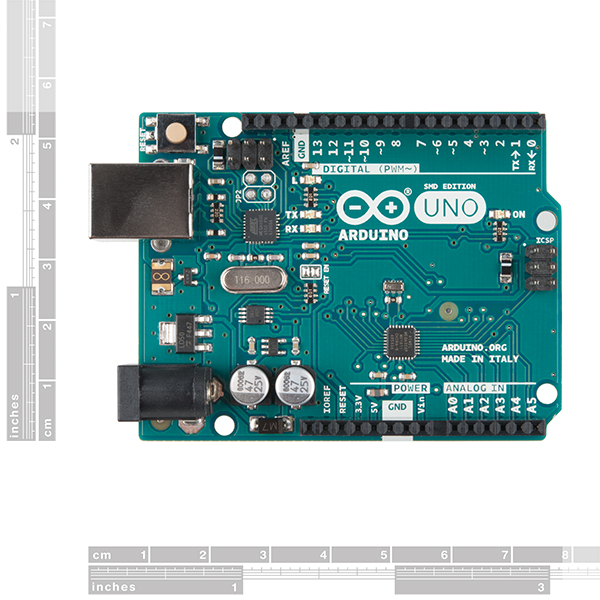 RESET
AREF
GND
13
12
~11
~10
~9
8
7
~6
~5
4
~3
2
TX→1
RX←0
DIGITAL (PWM~)
L
TX
RX
SMD EDITION
UNO
ARDUINO
ON
ICSP
RESET EN
ARDUINO.ORG
MADE IN ITALY
POWER
ANALOG IN
IOREF
RESET
3.3V
5V
GND
Vin
A0
A1
A2
A3
A4
A5
47
25V
47
25V
M7
7
6
5
4
3
2
1
cm
2
1
inches
cm 1 2 3 4 5 6 7 8
inches 1 2 3